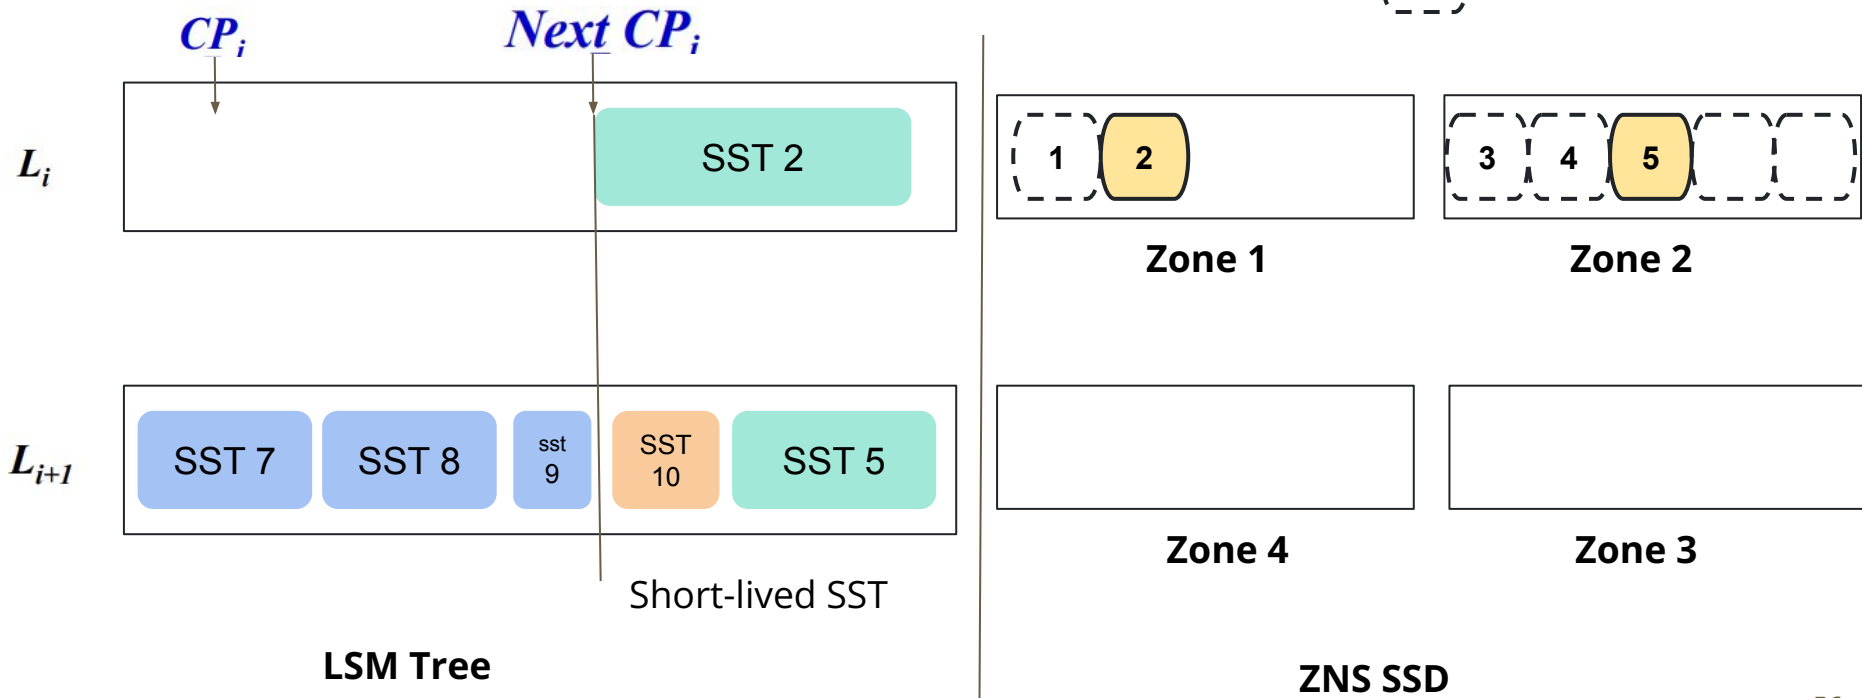 CPi
Next CPi
Li
SST 2
1
2
3
4
5
Zone 1
Zone 2
Li+1
SST 7
SST 8
sst
9
SST
10
SST 5
Zone 4
Zone 3
Short-lived SST
LSM Tree
ZNS SSD